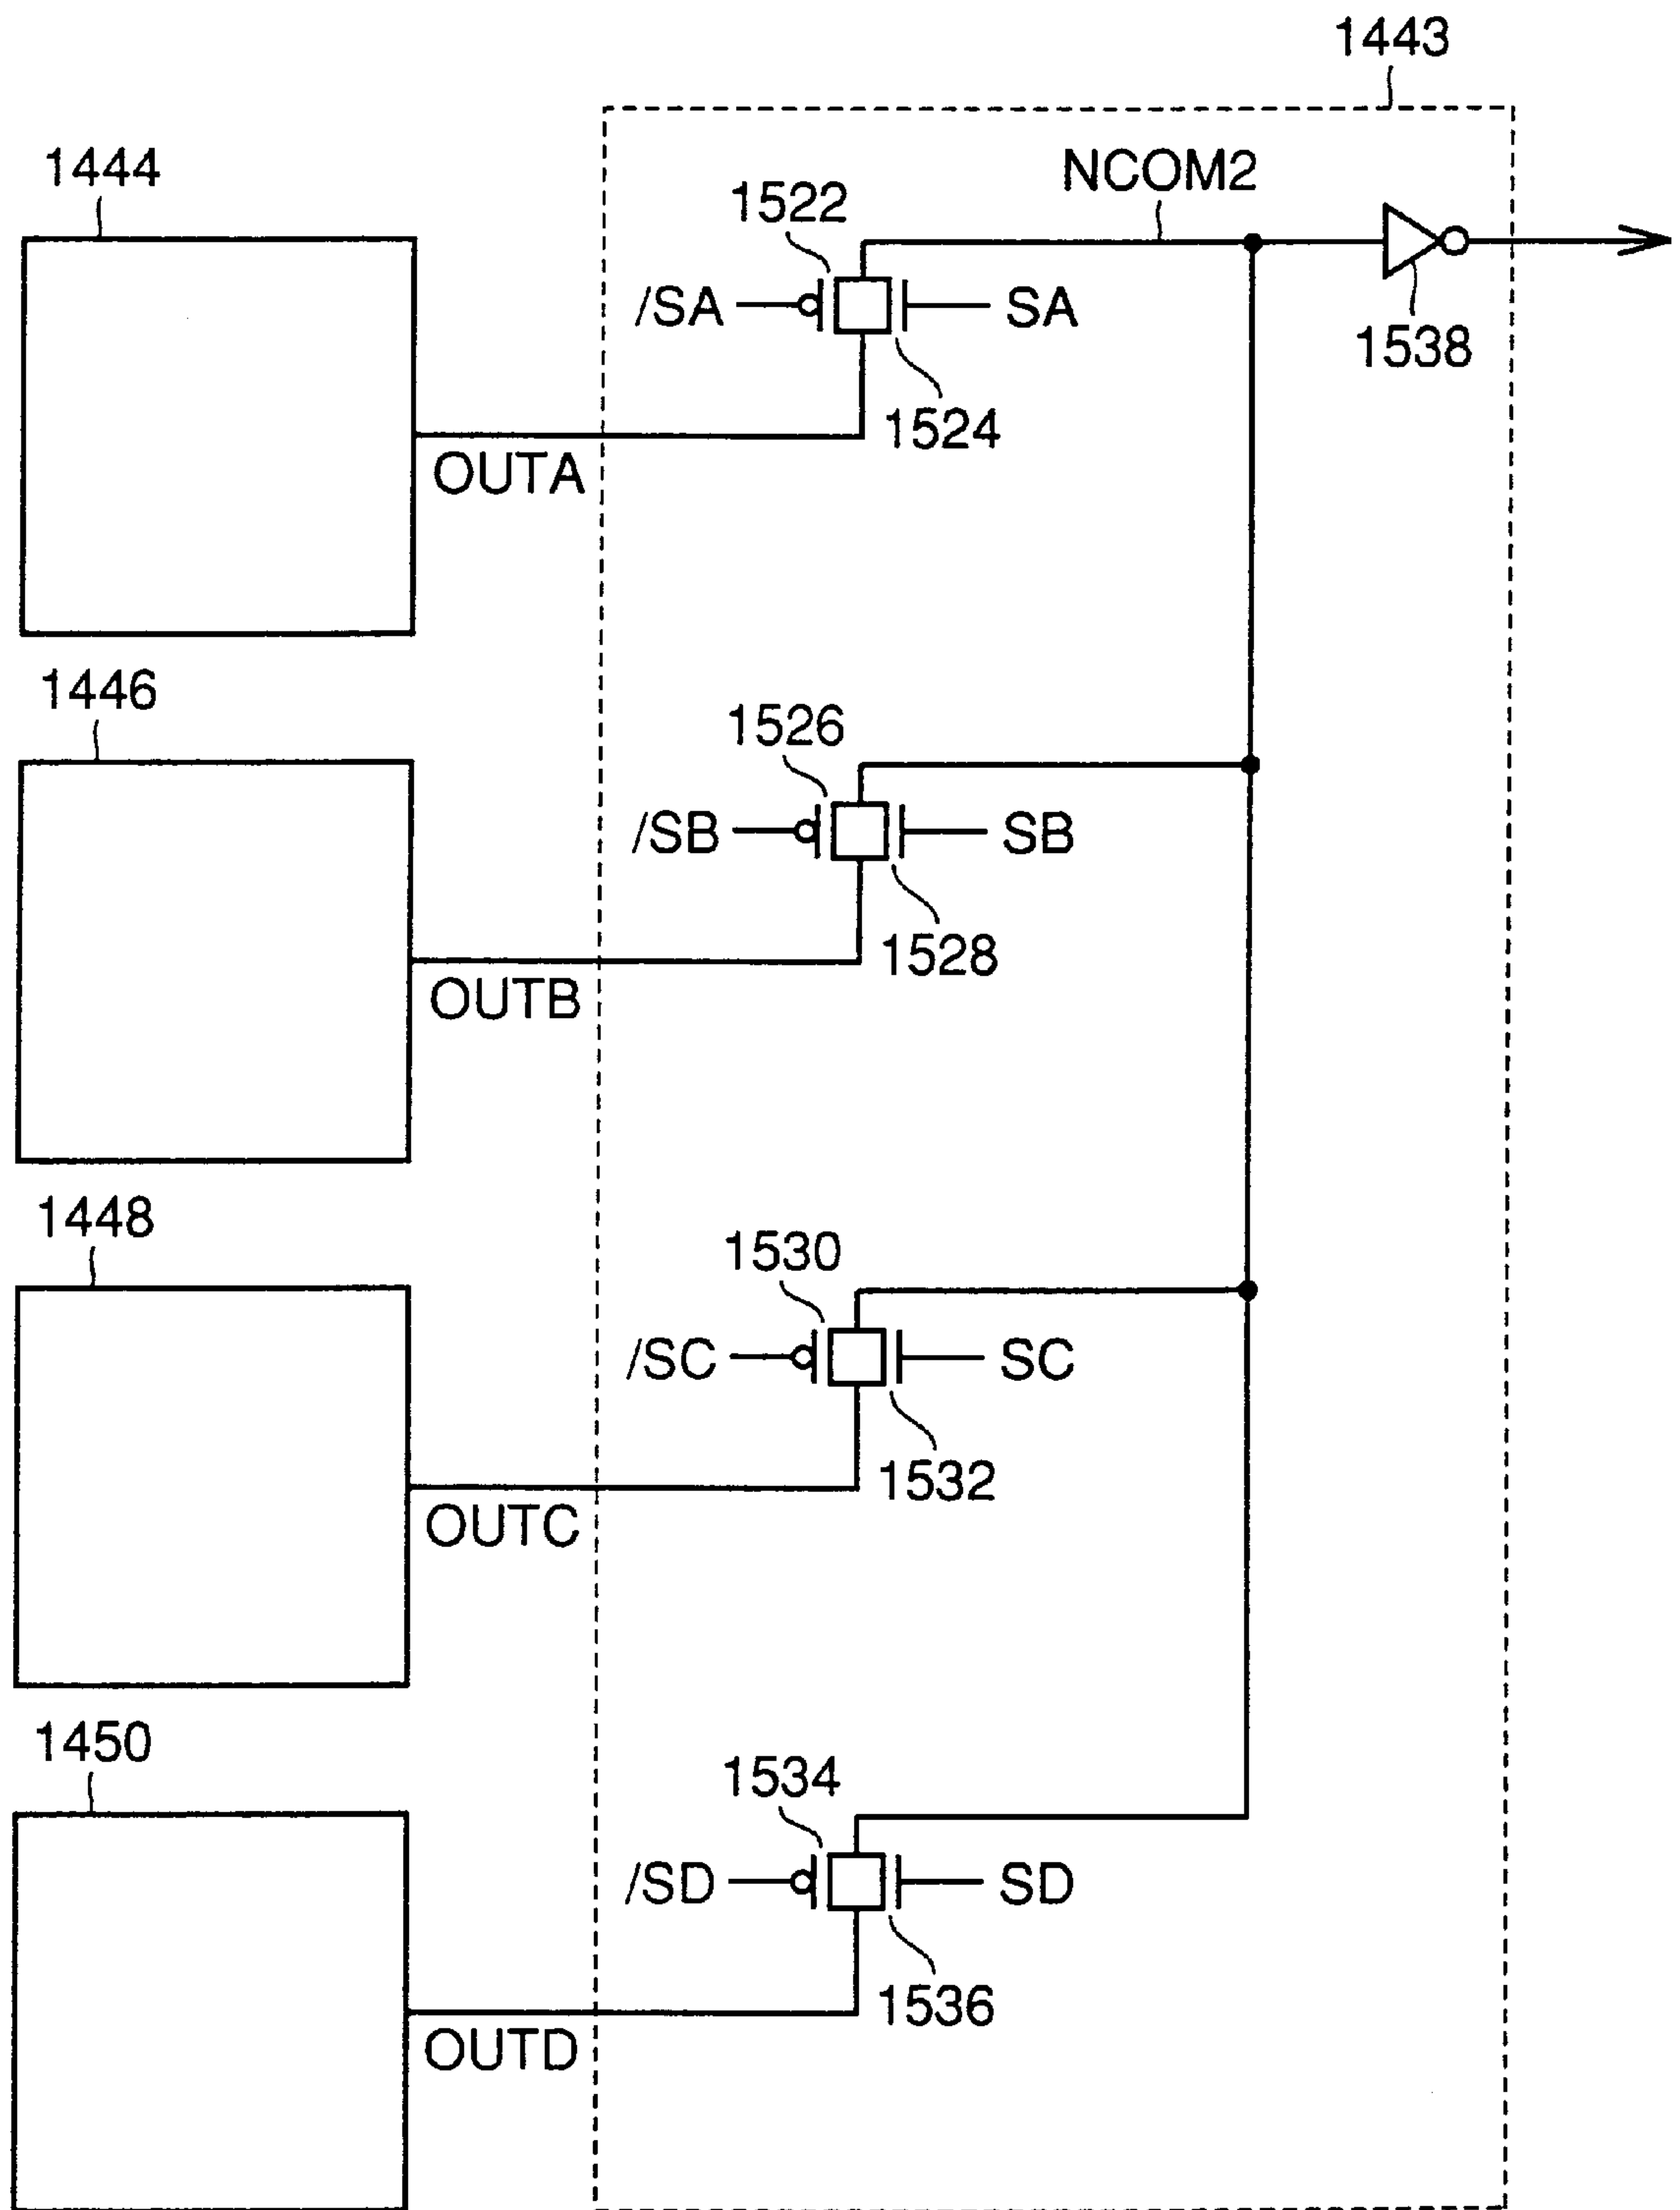 1443
1444
NCOM2
1522
/SA
SA
1538
1524
OUTA
1446
1526
/SB
SB
1528
OUTB
1448
1530
/SC
SC
1532
OUTC
1450
1534
/SD
SD
1536
OUTD